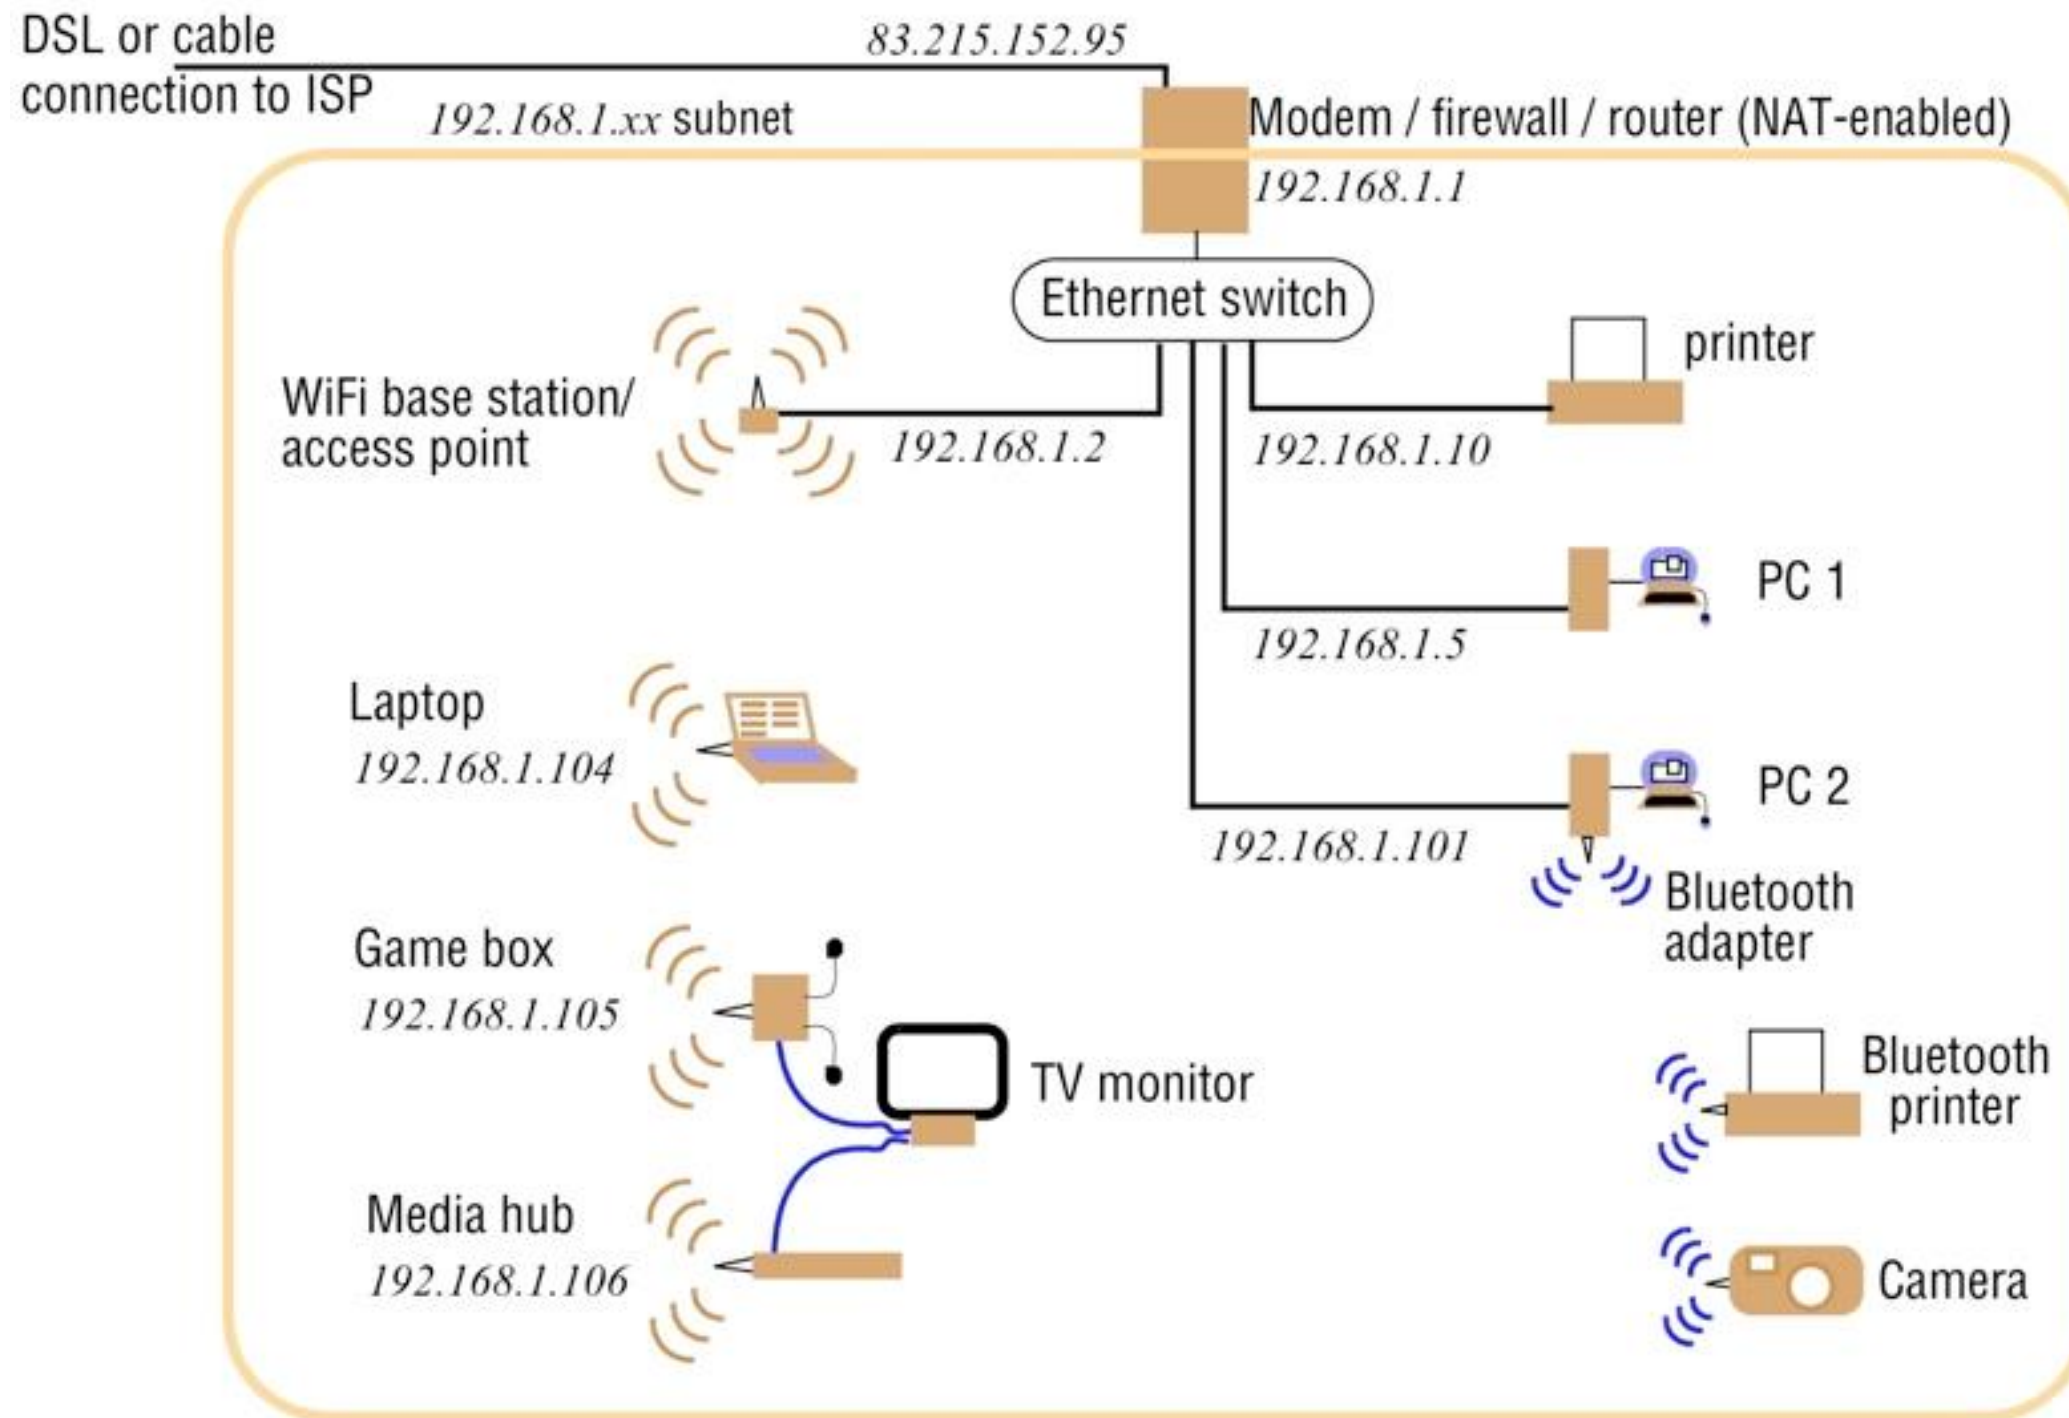 DSL or cable
connection to ISP
83.215.152.95
192.168.1.xx subnet
Modem / firewall / router (NAT-enabled)
192.168.1.1
Ethernet switch
printer
WiFi base station/
access point
192.168.1.2
192.168.1.10
PC 1
192.168.1.5
Laptop
192.168.1.104
PC 2
192.168.1.101
Bluetooth
adapter
Game box
192.168.1.105
TV monitor
Bluetooth
printer
Media hub
192.168.1.106
Camera